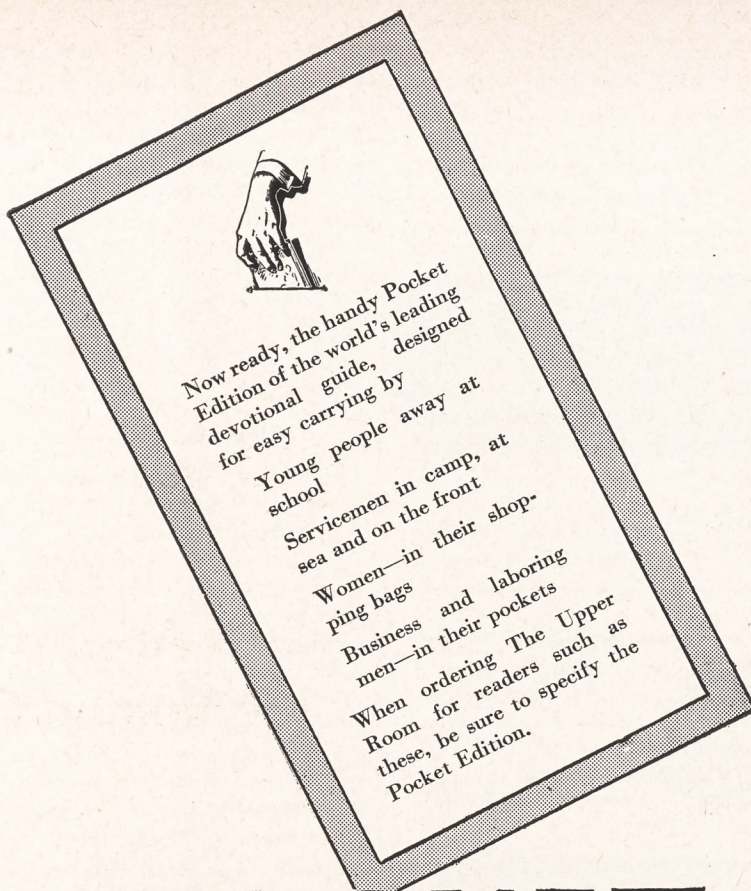 Now ready, the handy Pocket
Edition of the world's leading
devotional guide, designed
for easy carrying by
Young people away at
school
Servicemen in camp, at
sea and on the front
Women—in their shop-
ping bags
Business and laboring
men—in their pockets
When ordering The Upper
Room for readers such as
these, be sure to specify the
Pocket Edition.